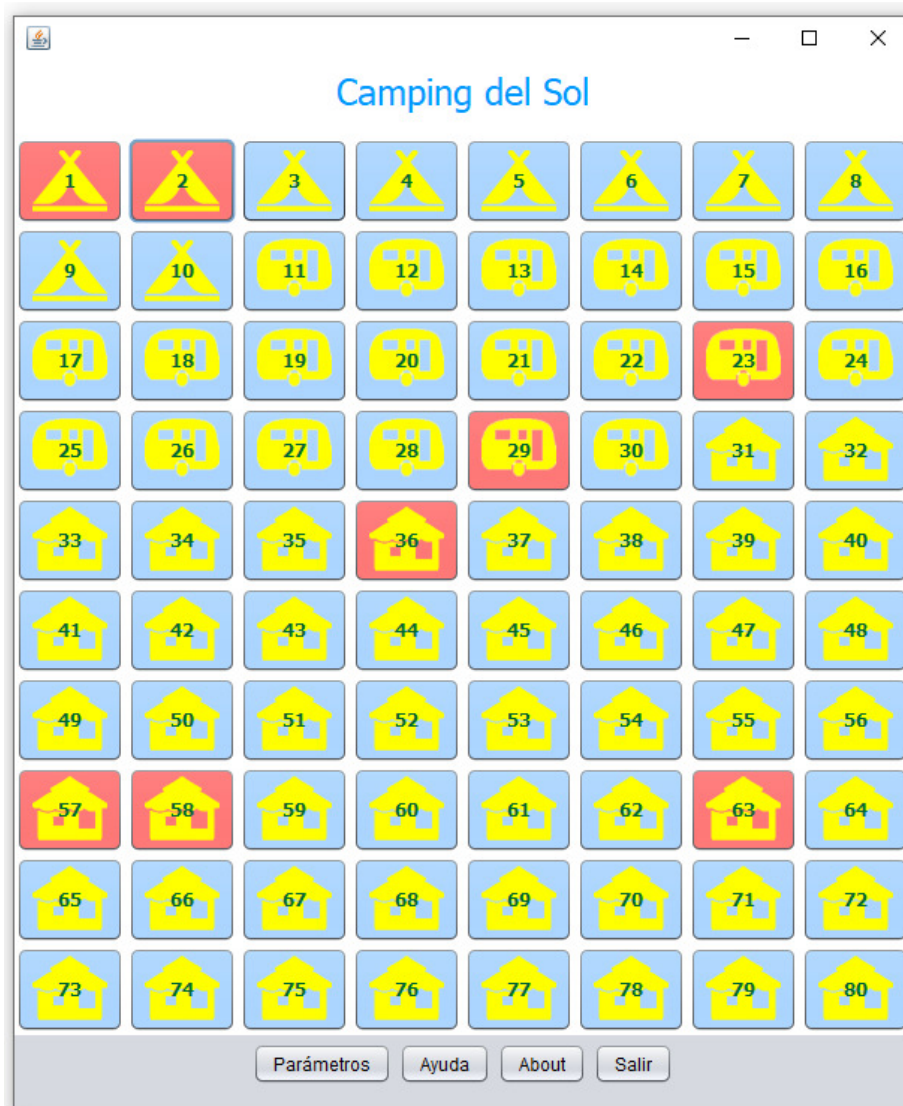 Camping del Sol
1 2 3 4 5 6 7 8
9 10 11 12 13 14 15 16
17 18 19 20 21 22 23 24
25 26 27 28 29 30 31 32
33 34 35 36 37 38 39 40
41 42 43 44 45 46 47 48
49 50 51 52 53 54 55 56
57 58 59 60 61 62 63 64
65 66 67 68 69 70 71 72
73 74 75 76 77 78 79 80
Parámetros Ayuda About Salir